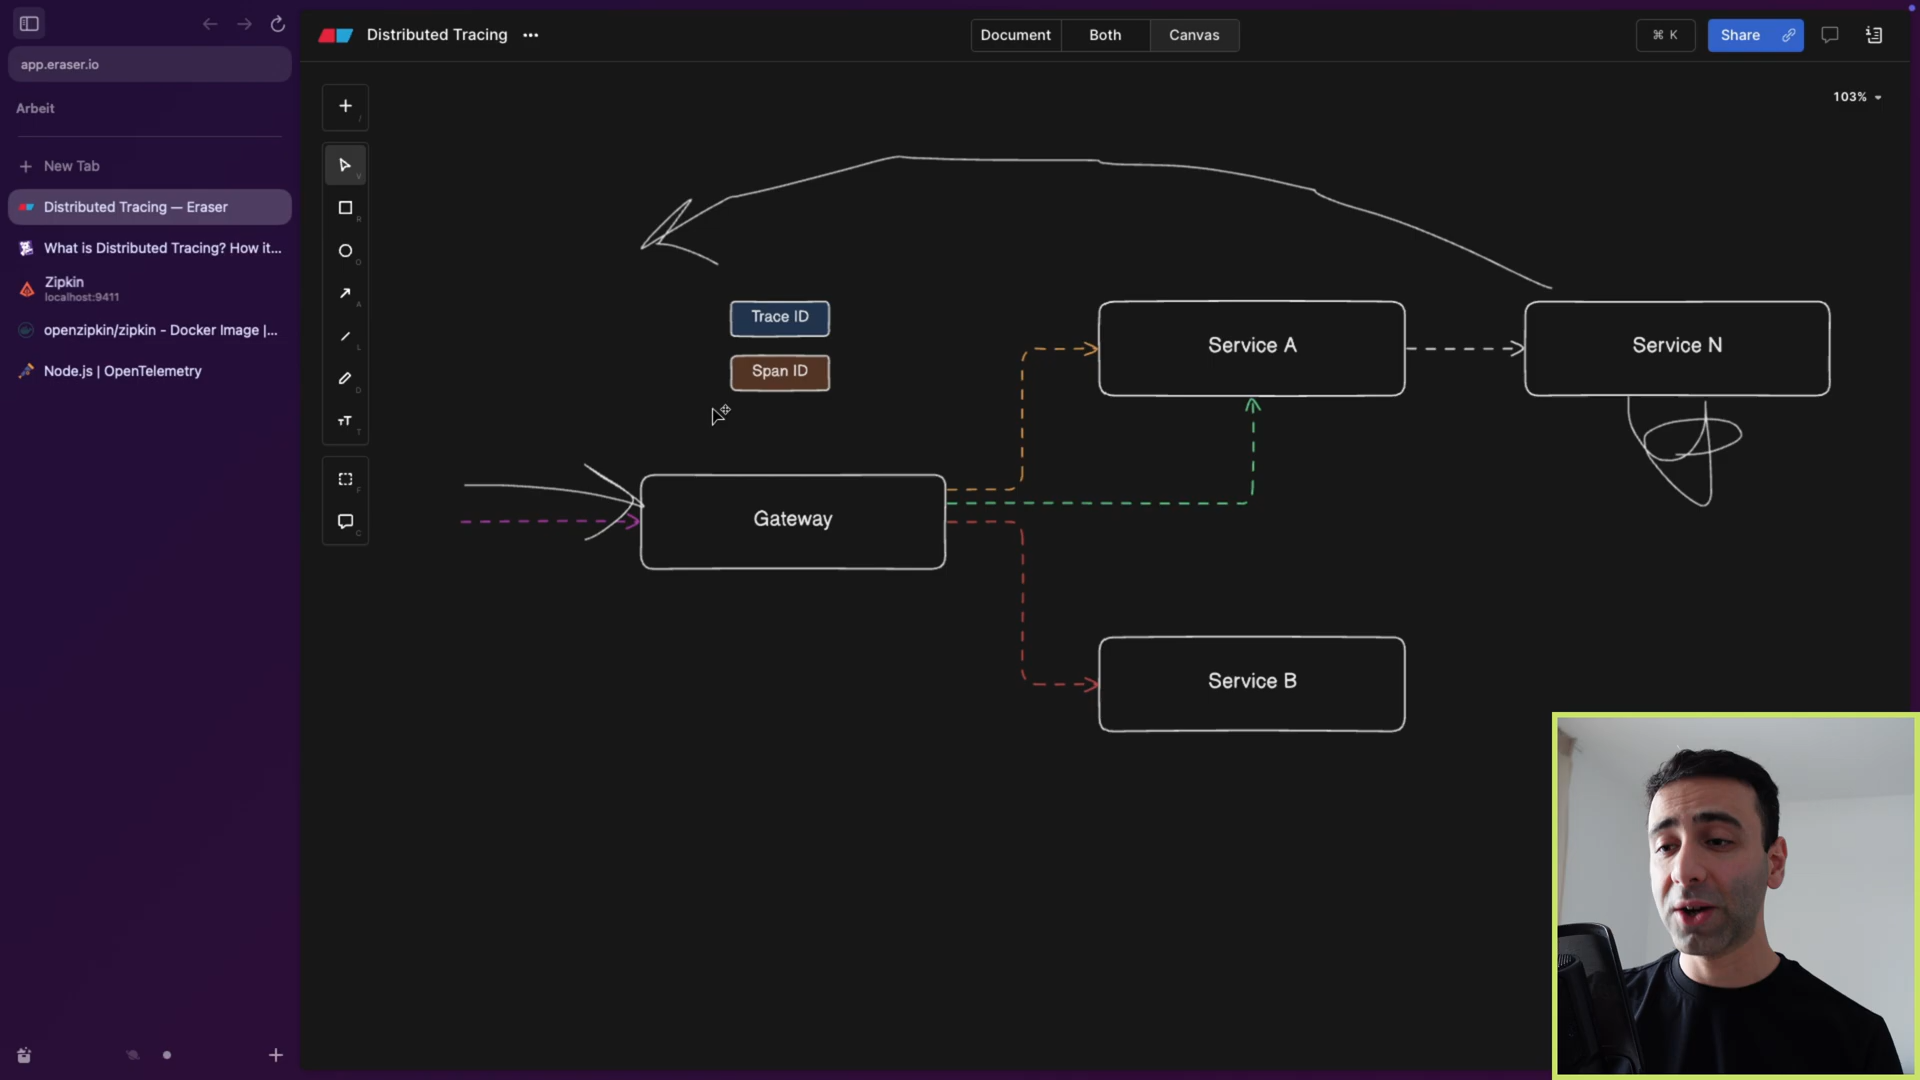 app.eraser.io
Arbeit
New Tab
Distributed Tracing — Eraser
What is Distributed Tracing? How it...
Zipkin
localhost:9411
openzipkin/zipkin - Docker Image |...
Node.js | OpenTelemetry
Distributed Tracing
Document
Both
Canvas
⌘ K
Share
103%
/
V
R
O
A
L
D
T
F
C
Trace ID
Span ID
Gateway
Service A
Service N
Service B